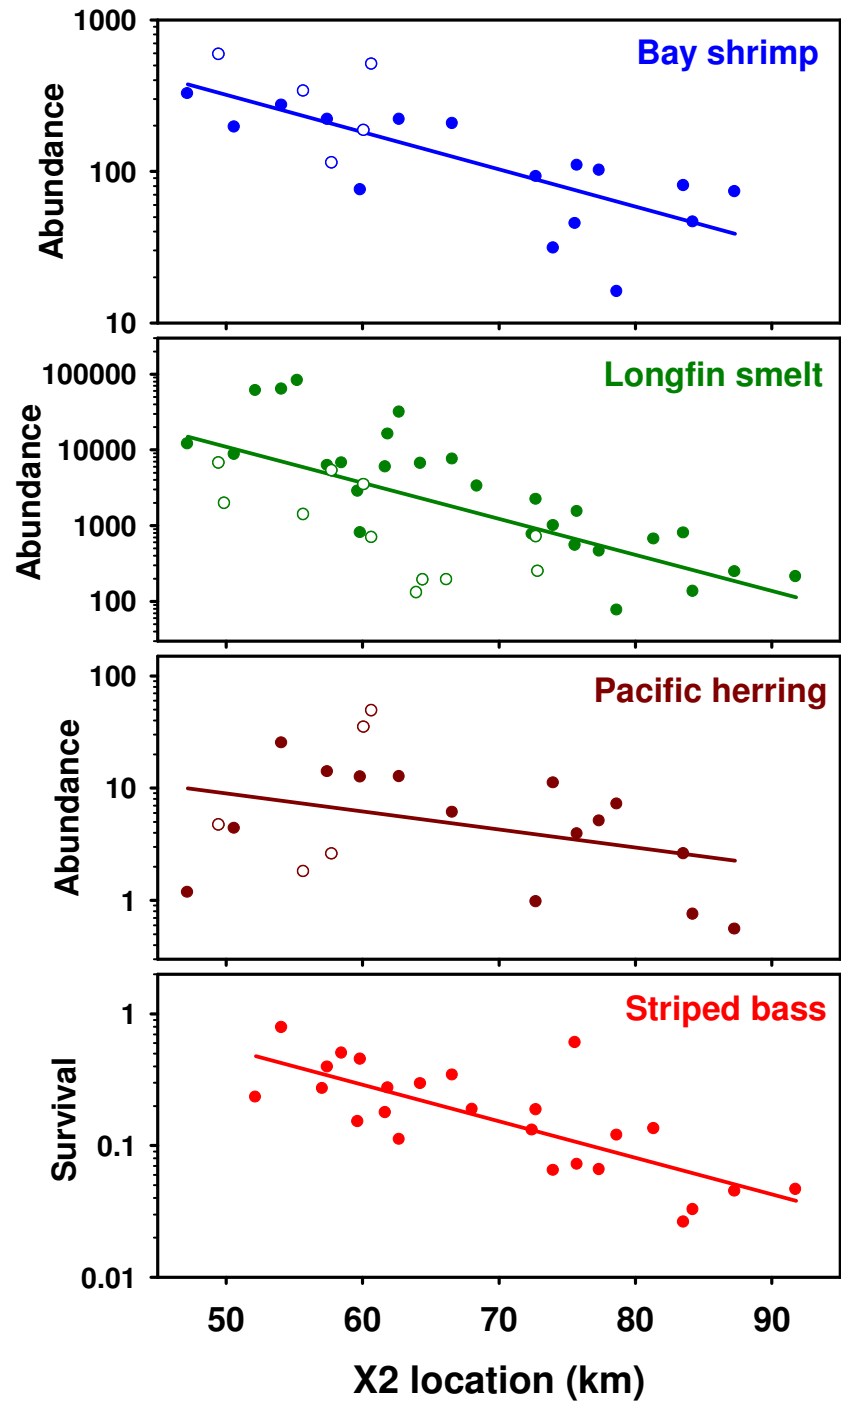 Bay shrimp
Abundance
1000
100
10
Longfin smelt
Abundance
100000
10000
1000
100
Pacific herring
Abundance
100
10
1
Striped bass
Survival
1
0.1
0.01
50 60 70 80 90
X2 location (km)